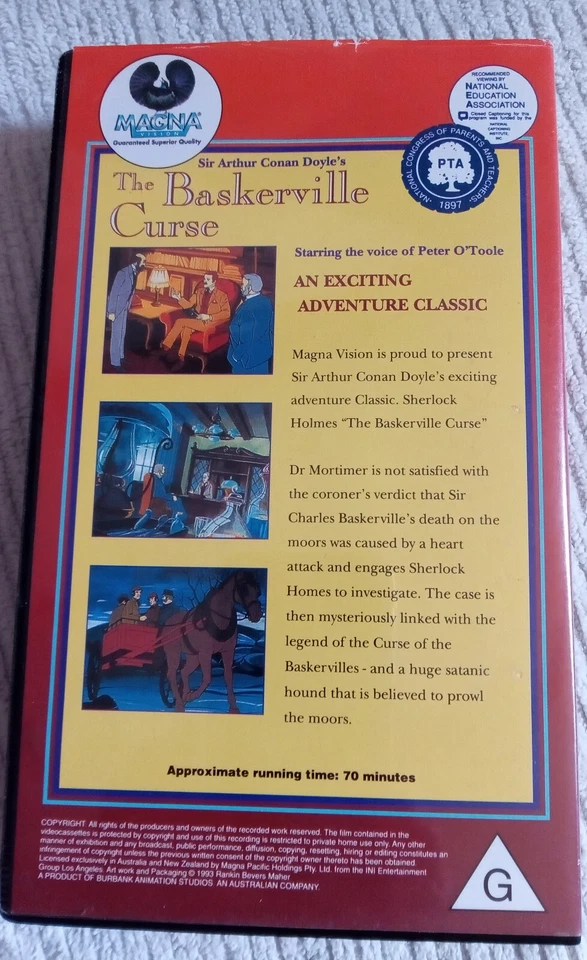 MAGNA
VISION
Guaranteed Superior Quality
RECOMMENDED
VIEWING BY
NATIONAL
EDUCATION
ASSOCIATION
Closed Captioning for this
program was funded by the
NATIONAL
CAPTIONING
INSTITUTE,
INC.
NATIONAL CONGRESS OF PARENTS AND TEACHERS
PTA
1897
Sir Arthur Conan Doyle's
The Baskerville
Curse
Starring the voice of Peter O'Toole
AN EXCITING
ADVENTURE CLASSIC
Magna Vision is proud to present
Sir Arthur Conan Doyle's exciting
adventure Classic. Sherlock
Holmes "The Baskerville Curse"
Dr Mortimer is not satisfied with
the coroner's verdict that Sir
Charles Baskerville's death on the
moors was caused by a heart
attack and engages Sherlock
Homes to investigate. The case is
then mysteriously linked with the
legend of the Curse of the
Baskervilles - and a huge satanic
hound that is believed to prowl
the moors.
Approximate running time: 70 minutes
COPYRIGHT. All rights of the producers and owners of the recorded work reserved. The film contained in the
videocassettes is protected by copyright and use of this recording is restricted to private home use only. Any other
manner of exhibition and any broadcast, public performance, diffusion, copying, resetting, hiring or editing constitutes an
infringement of copyright unless the previous written consent of the copyright owner thereto has been obtained.
Licensed exclusively in Australia and New Zealand by Magna Pacific Holdings Pty. Ltd. from the INI Entertainment
Group Los Angeles. Art work and Packaging © 1993 Rankin Bevers Maher
A PRODUCT OF BURBANK ANIMATION STUDIOS AN AUSTRALIAN COMPANY.
G